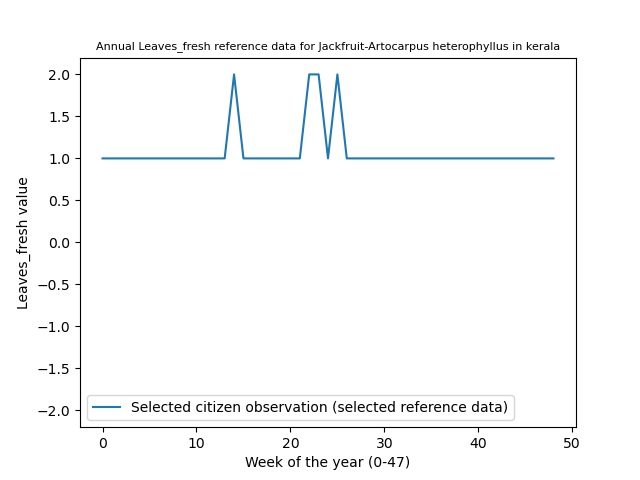 Annual Leaves_fresh reference data for Jackfruit-Artocarpus heterophyllus in kerala
2.0
1.5
1.0
0.5
0.0
−0.5
−1.0
−1.5
−2.0
Leaves_fresh value
Selected citizen observation (selected reference data)
0 10 20 30 40 50
Week of the year (0-47)